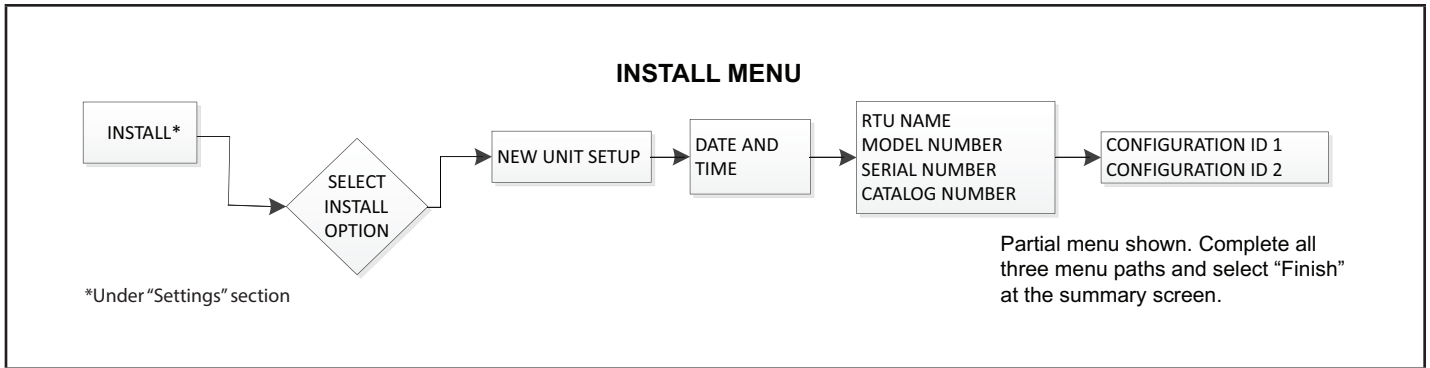 INSTALL MENU
INSTALL*
SELECT
INSTALL
OPTION
NEW UNIT SETUP
DATE AND
TIME
RTU NAME
MODEL NUMBER
SERIAL NUMBER
CATALOG NUMBER
CONFIGURATION ID 1
CONFIGURATION ID 2
Partial menu shown. Complete all
three menu paths and select “Finish”
at the summary screen.
*Under “Settings” section